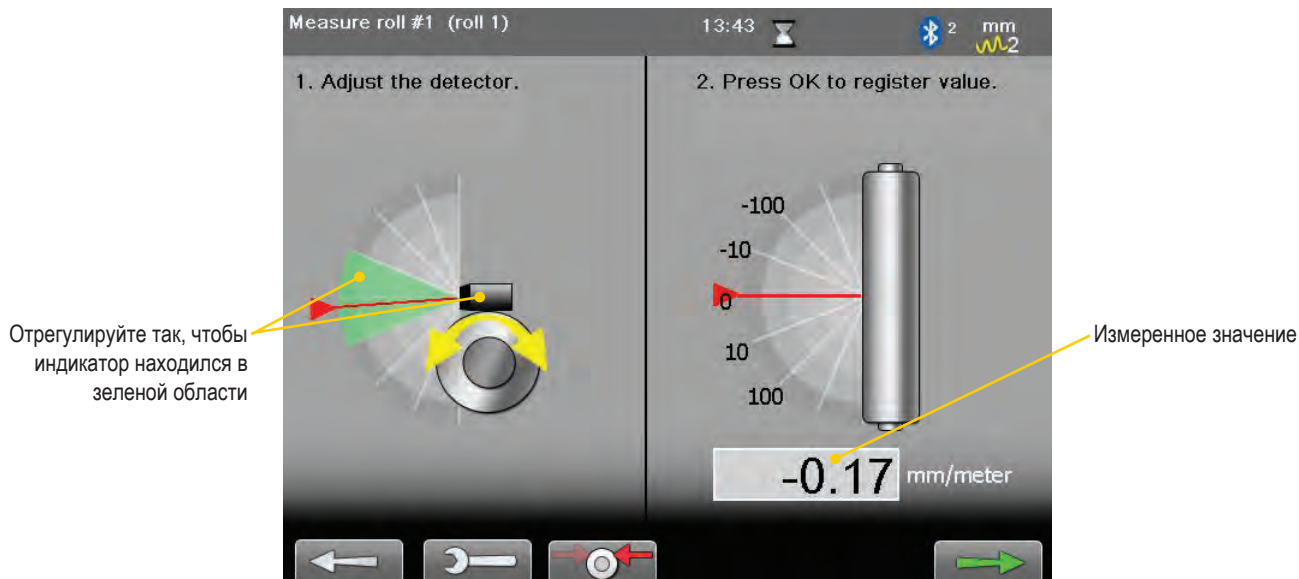 Measure roll #1 (roll 1)
13:43
2
mm
2
1. Adjust the detector.
2. Press OK to register value.
-100
-10
0
10
100
Отрегулируйте так, чтобы
индикатор находился в
зеленой области
Измеренное значение
-0.17 mm/meter